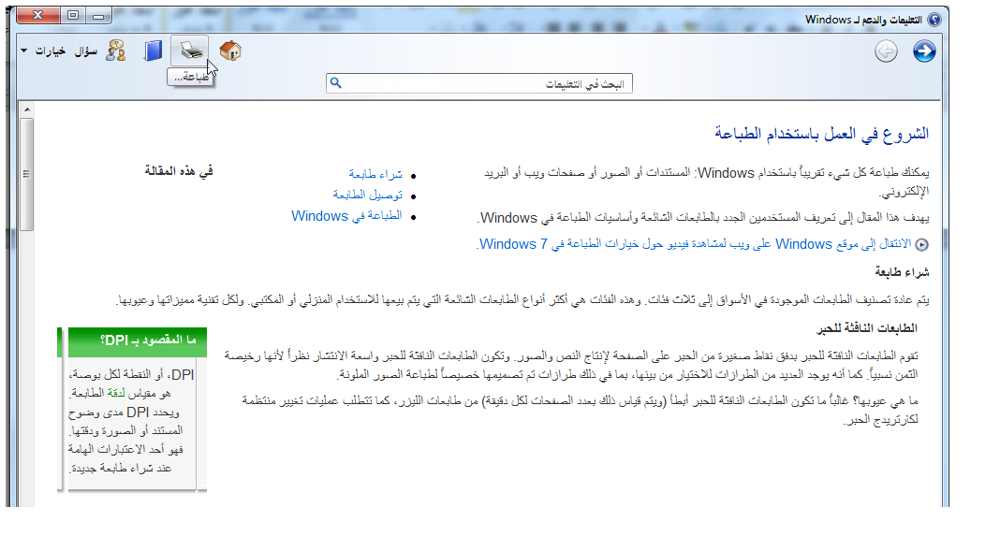 التعليمات والدعم لـ Windows
سؤال
خيارات
طباعة...
البحث في التعليمات
الشروع في العمل باستخدام الطباعة
يمكنك طباعة كل شيء تقريباً باستخدام Windows: المستندات أو الصور أو صفحات ويب أو البريد
الإلكتروني.
يهدف هذا المقال إلى تعريف المستخدمين الجدد بالطابعات الشائعة وأساسيات الطباعة في Windows.
الانتقال إلى موقع Windows على ويب لمشاهدة فيديو حول خيارات الطباعة في Windows 7.
في هذه المقالة
شراء طابعة
توصيل الطابعة
الطباعة في Windows
شراء طابعة
يتم عادة تصنيف الطابعات الموجودة في الأسواق إلى ثلاث فئات. وهذه الفئات هي أكثر أنواع الطابعات الشائعة التي يتم بيعها للاستخدام المنزلي أو المكتبي. ولكل تقنية مميزاتها وعيوبها.
الطابعات النافثة للحبر
تقوم الطابعات النافثة للحبر بدفق نقاط صغيرة من الحبر على الصفحة لإنتاج النص والصور. وتكون الطابعات النافثة للحبر واسعة الانتشار نظراً لأنها رخيصة
الثمن نسبياً. كما أنه يوجد العديد من الطرازات للاختيار من بينها، بما في ذلك طرازات تم تصميمها خصيصاً لطباعة الصور الملونة.
ما هي عيوبها؟ غالباً ما تكون الطابعات النافثة للحبر أبطأ (ويتم قياس ذلك بعدد الصفحات لكل دقيقة) من طابعات الليزر، كما تتطلب عمليات تغيير منتظمة
لكارتريدج الحبر.
ما المقصود بـ DPI؟
DPI، أو النقطة لكل بوصة،
هو مقياس لدقة الطابعة.
ويحدد DPI مدى وضوح
المستند أو الصورة ودقتها.
فهو أحد الاعتبارات الهامة
عند شراء طابعة جديدة.